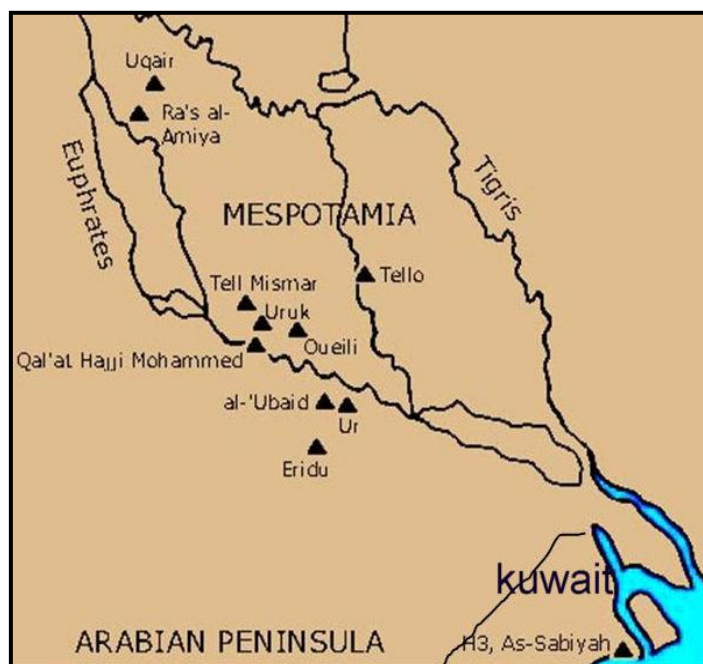 Uqair
Ra's al-
Amiya
Euphrates
Tigris
MESPOTAMIA
Tell Mismar
Tello
Uruk
Oueili
Qal'at Hajji Mohammed
al-'Ubaid
Ur
Eridu
kuwait
ARABIAN PENINSULA
H3, As-Sabiyah